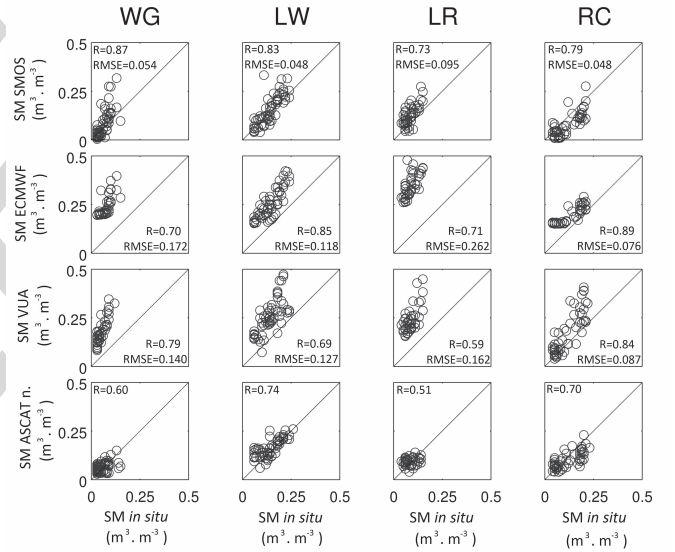 WG LW LR RC
SM SMOS
(m³ . m⁻³)
0.5
0.25
0
R=0.87
RMSE=0.054
R=0.83
RMSE=0.048
R=0.73
RMSE=0.095
R=0.79
RMSE=0.048
SM ECMWF
(m³ . m⁻³)
0.5
0.25
0
R=0.70
RMSE=0.172
R=0.85
RMSE=0.118
R=0.71
RMSE=0.262
R=0.89
RMSE=0.076
SM VUA
(m³ . m⁻³)
0.5
0.25
0
R=0.79
RMSE=0.140
R=0.69
RMSE=0.127
R=0.59
RMSE=0.162
R=0.84
RMSE=0.087
SM ASCAT n.
(m³ . m⁻³)
0.5
0.25
0
R=0.60
R=0.74
R=0.51
R=0.70
0 0.25 0.5 0 0.25 0.5 0 0.25 0.5 0 0.25 0.5
SM in situ SM in situ SM in situ SM in situ
(m³ . m⁻³) (m³ . m⁻³) (m³ . m⁻³) (m³ . m⁻³)